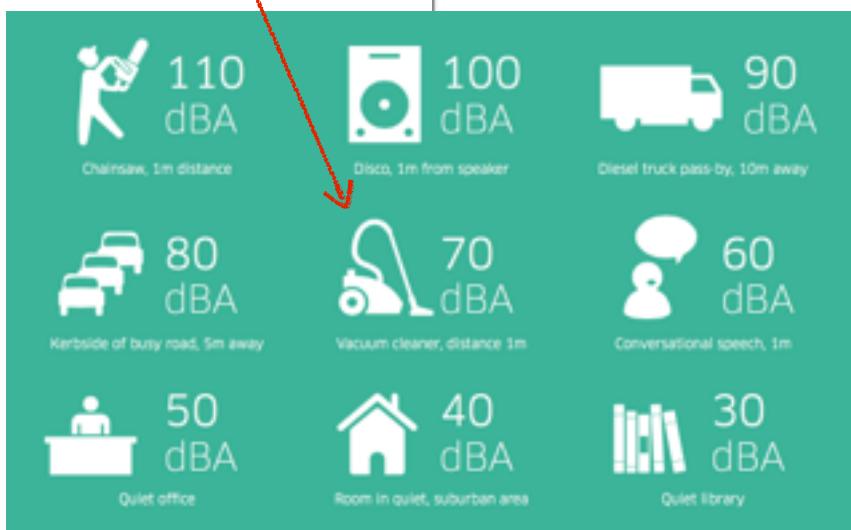 110
dBA
Chainsaw, 1m distance
100
dBA
Disco, 1m from speaker
90
dBA
Diesel truck pass-by, 10m away
80
dBA
Kerbside of busy road, 5m away
70
dBA
Vacuum cleaner, distance 1m
60
dBA
Conversational speech, 1m
50
dBA
Quiet office
40
dBA
Room in quiet, suburban area
30
dBA
Quiet library